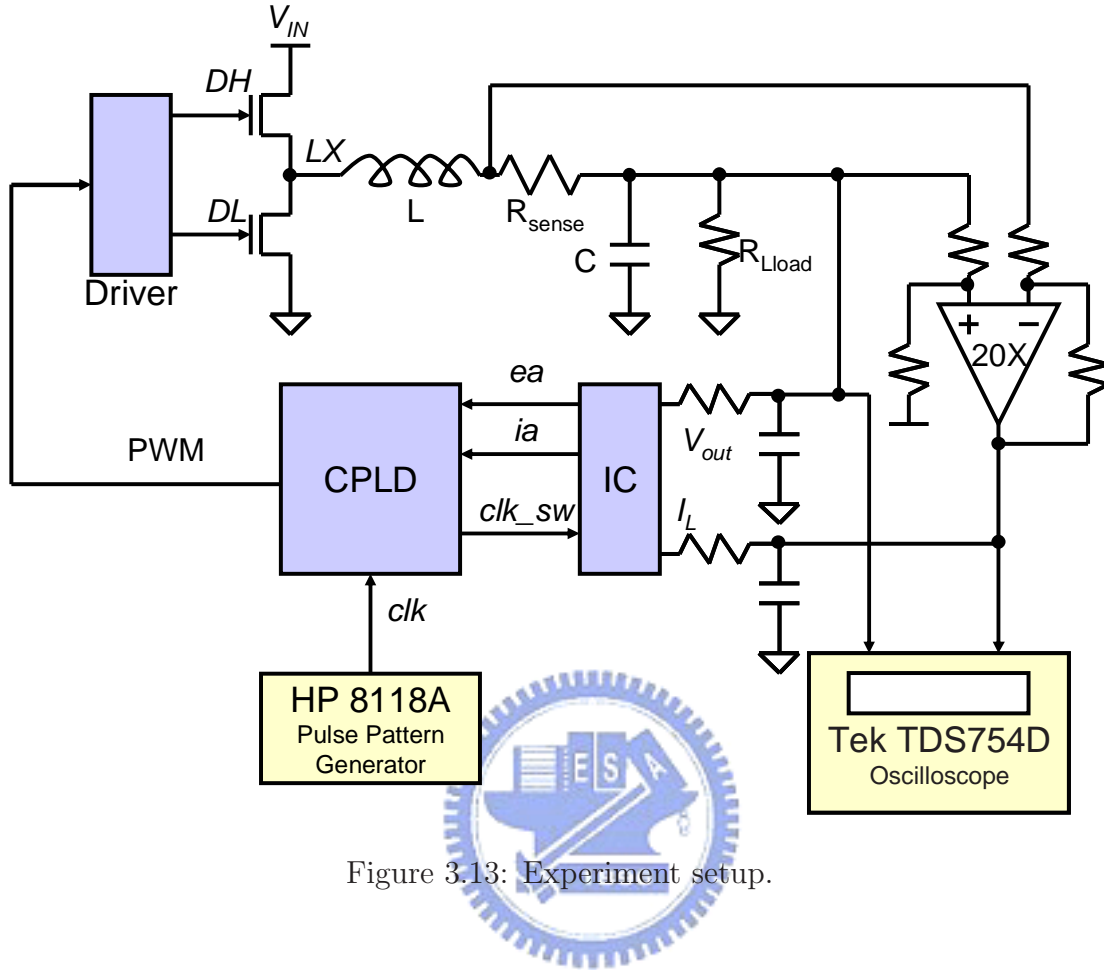 V_IN
DH
LX
DL
L
R_sense
C
R_Lload
Driver
+
−
20X
ea
ia
clk_sw
PWM
CPLD
IC
V_out
I_L
clk
HP 8118A
Pulse Pattern
Generator
Tek TDS754D
Oscilloscope
E S A
Figure 3.13: Experiment setup.